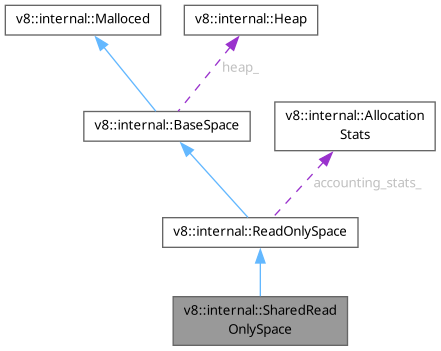 v8::internal::Malloced
v8::internal::Heap
heap_
v8::internal::BaseSpace
v8::internal::Allocation
Stats
accounting_stats_
v8::internal::ReadOnlySpace
v8::internal::SharedRead
OnlySpace